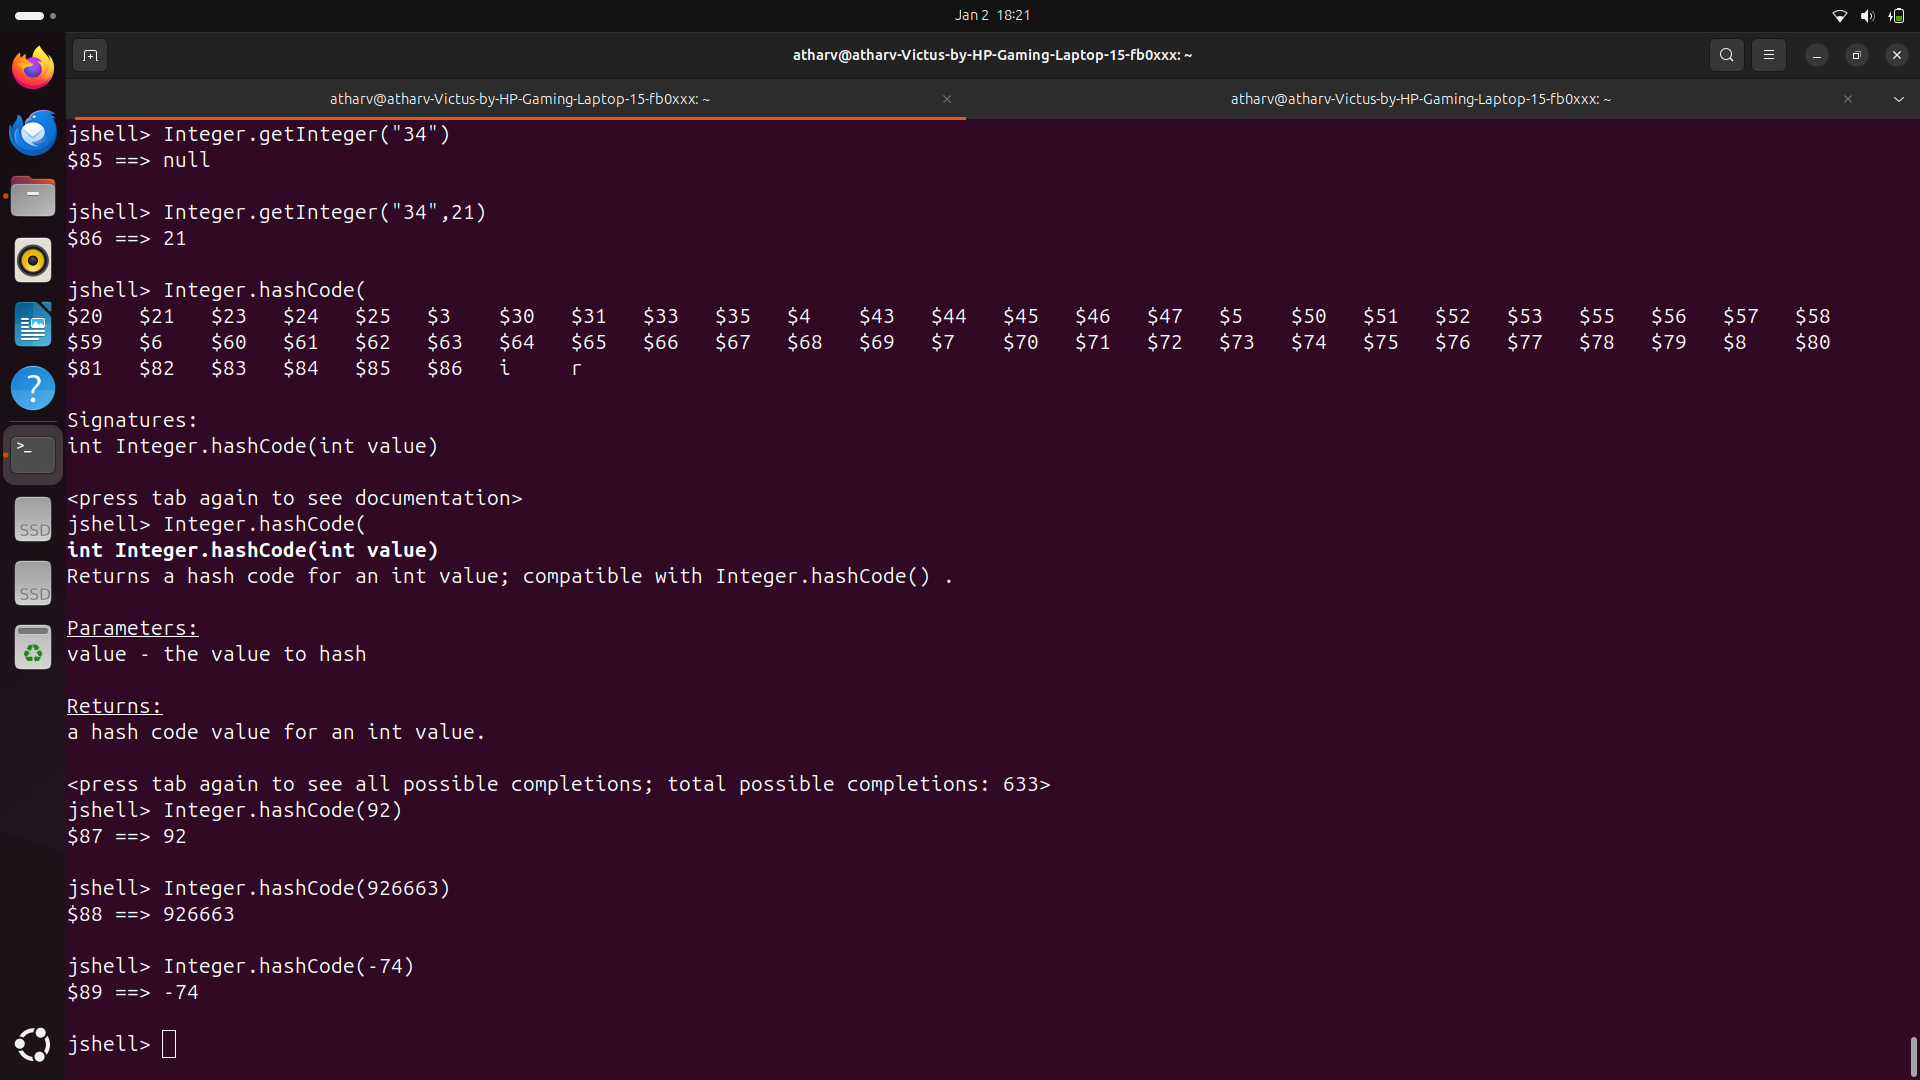 Jan 2 18:21
atharv@atharv-Victus-by-HP-Gaming-Laptop-15-fb0xxx: ~
atharv@atharv-Victus-by-HP-Gaming-Laptop-15-fb0xxx: ~
atharv@atharv-Victus-by-HP-Gaming-Laptop-15-fb0xxx: ~
jshell> Integer.getInteger("34")
$85 ==> null
jshell> Integer.getInteger("34",21)
$86 ==> 21
jshell> Integer.hashCode(
$20 $21 $23 $24 $25 $3 $30 $31 $33 $35 $4 $43 $44 $45 $46 $47 $5 $50 $51 $52 $53 $55 $56 $57 $58
$59 $6 $60 $61 $62 $63 $64 $65 $66 $67 $68 $69 $7 $70 $71 $72 $73 $74 $75 $76 $77 $78 $79 $8 $80
$81 $82 $83 $84 $85 $86 i r
Signatures:
int Integer.hashCode(int value)
<press tab again to see documentation>
jshell> Integer.hashCode(
int Integer.hashCode(int value)
Returns a hash code for an int value; compatible with Integer.hashCode() .
Parameters:
value - the value to hash
Returns:
a hash code value for an int value.
<press tab again to see all possible completions; total possible completions: 633>
jshell> Integer.hashCode(92)
$87 ==> 92
jshell> Integer.hashCode(926663)
$88 ==> 926663
jshell> Integer.hashCode(-74)
$89 ==> -74
jshell>
>_
SSD
SSD